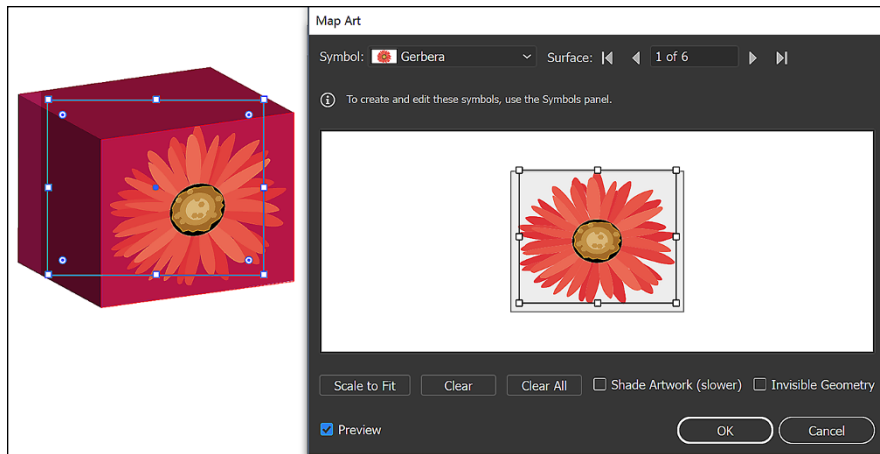 Map Art
Symbol: Gerbera Surface: 1 of 6
To create and edit these symbols, use the Symbols panel.
Scale to Fit Clear Clear All Shade Artwork (slower) Invisible Geometry
Preview OK Cancel